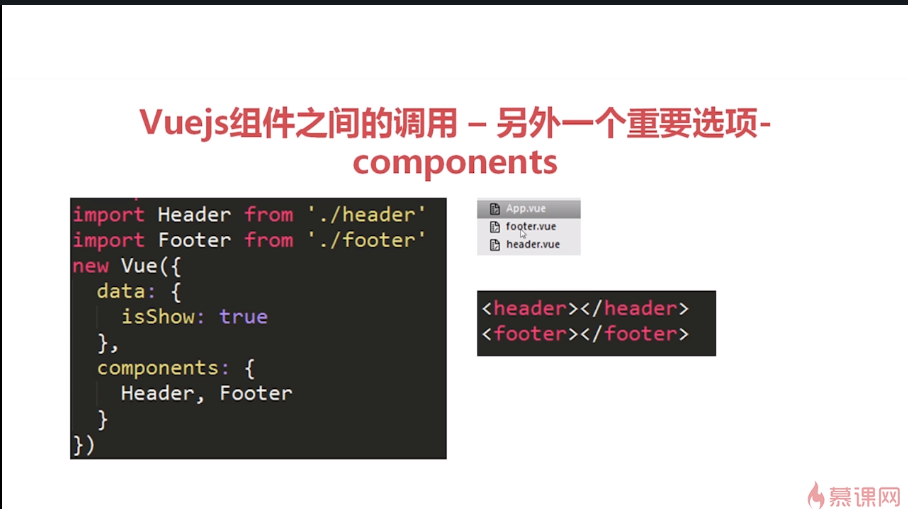 Vuejs组件之间的调用 – 另外一个重要选项-
components
import Header from './header'
import Footer from './footer'
new Vue({
  data: {
    isShow: true
  },
  components: {
    Header, Footer
  }
})
App.vue
footer.vue
header.vue
<header></header>
<footer></footer>
慕课网